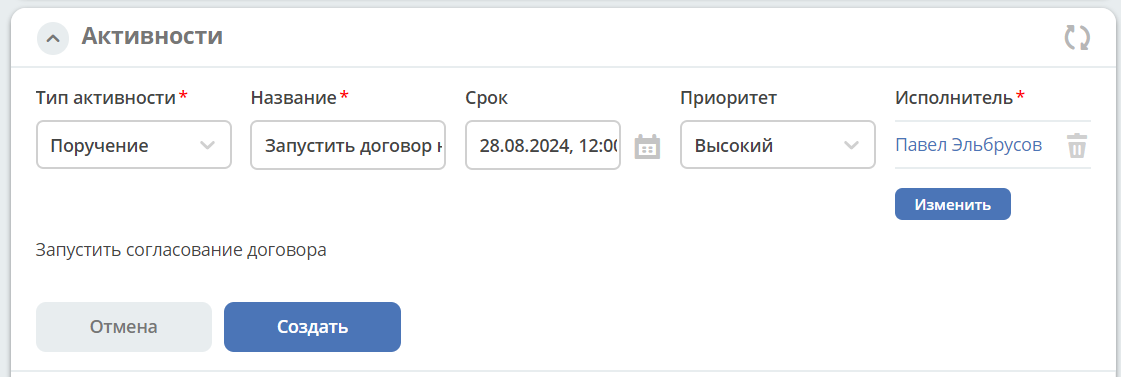 Активности
Тип активности* Название* Срок Приоритет Исполнитель*
Поручение Запустить договор 28.08.2024, 12:00 Высокий Павел Эльбрусов
Изменить
Запустить согласование договора
Отмена Создать